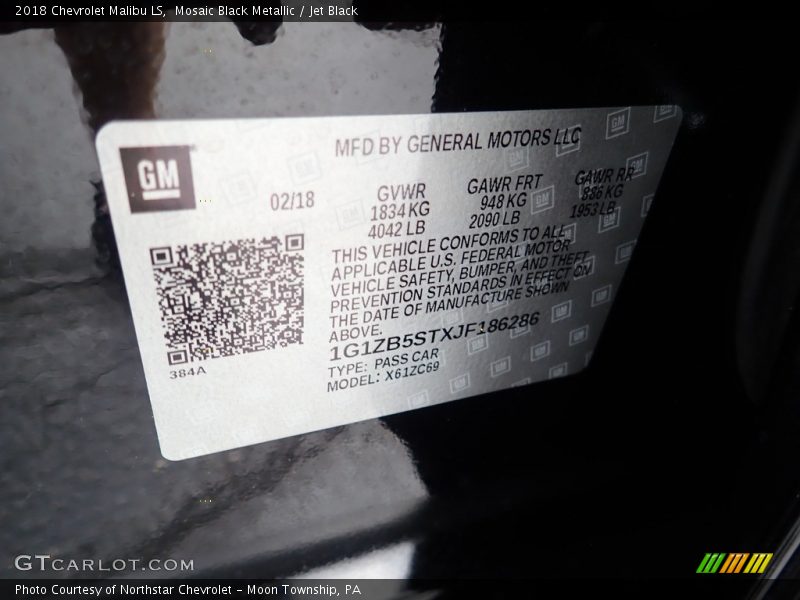 2018 Chevrolet Malibu LS, Mosaic Black Metallic / Jet Black
GM
MFD BY GENERAL MOTORS LLC
02/18
GVWR
1834 KG
4042 LB
GAWR FRT
948 KG
2090 LB
GAWR RR
886 KG
1953 LB
THIS VEHICLE CONFORMS TO ALL
APPLICABLE U.S. FEDERAL MOTOR
VEHICLE SAFETY, BUMPER, AND THEFT
PREVENTION STANDARDS IN EFFECT ON
THE DATE OF MANUFACTURE SHOWN
ABOVE.
1G1ZB5STXJF186286
TYPE: PASS CAR
MODEL: X61ZC69
384A
GTCARLOT.COM
Photo Courtesy of Northstar Chevrolet - Moon Township, PA